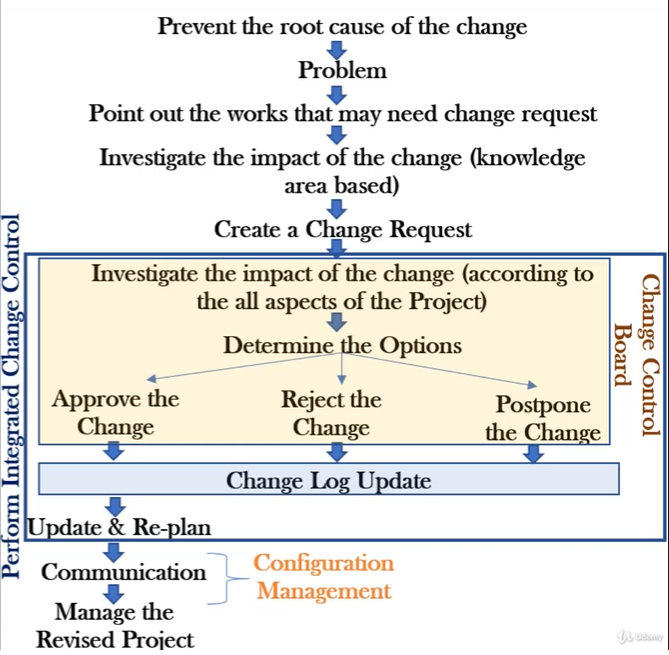 Prevent the root cause of the change
Problem
Point out the works that may need change request
Investigate the impact of the change (knowledge
area based)
Create a Change Request
Perform Integrated Change Control
Investigate the impact of the change (according to
the all aspects of the Project)
Determine the Options
Approve the
Change
Reject the
Change
Postpone
the Change
Change Control
Board
Change Log Update
Update & Re-plan
Communication
Configuration
Management
Manage the
Revised Project
Udemy